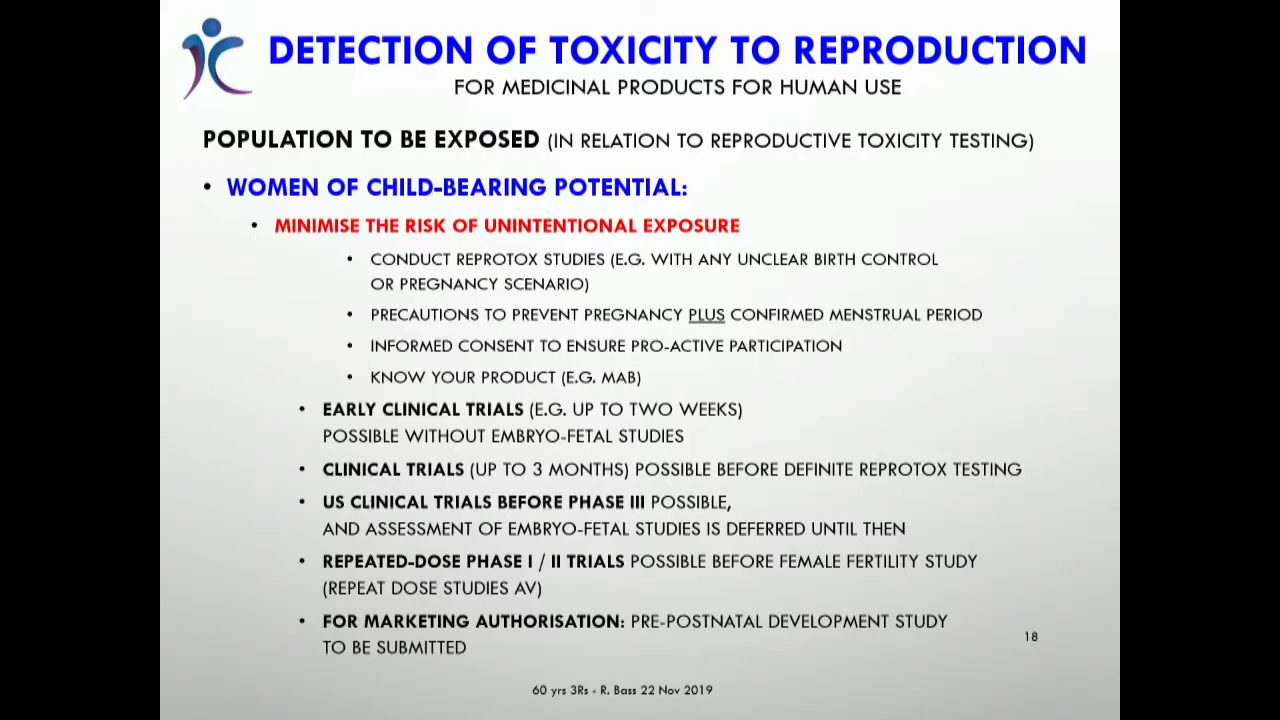 DETECTION OF TOXICITY TO REPRODUCTION
FOR MEDICINAL PRODUCTS FOR HUMAN USE
POPULATION TO BE EXPOSED (IN RELATION TO REPRODUCTIVE TOXICITY TESTING)
• WOMEN OF CHILD-BEARING POTENTIAL:
• MINIMISE THE RISK OF UNINTENTIONAL EXPOSURE
• CONDUCT REPROTOX STUDIES (E.G. WITH ANY UNCLEAR BIRTH CONTROL
OR PREGNANCY SCENARIO)
• PRECAUTIONS TO PREVENT PREGNANCY PLUS CONFIRMED MENSTRUAL PERIOD
• INFORMED CONSENT TO ENSURE PRO-ACTIVE PARTICIPATION
• KNOW YOUR PRODUCT (E.G. MAB)
• EARLY CLINICAL TRIALS (E.G. UP TO TWO WEEKS)
POSSIBLE WITHOUT EMBRYO-FETAL STUDIES
• CLINICAL TRIALS (UP TO 3 MONTHS) POSSIBLE BEFORE DEFINITE REPROTOX TESTING
• US CLINICAL TRIALS BEFORE PHASE III POSSIBLE,
AND ASSESSMENT OF EMBRYO-FETAL STUDIES IS DEFERRED UNTIL THEN
• REPEATED-DOSE PHASE I / II TRIALS POSSIBLE BEFORE FEMALE FERTILITY STUDY
(REPEAT DOSE STUDIES AV)
• FOR MARKETING AUTHORISATION: PRE-POSTNATAL DEVELOPMENT STUDY
TO BE SUBMITTED
18
60 yrs 3Rs - R. Bass 22 Nov 2019